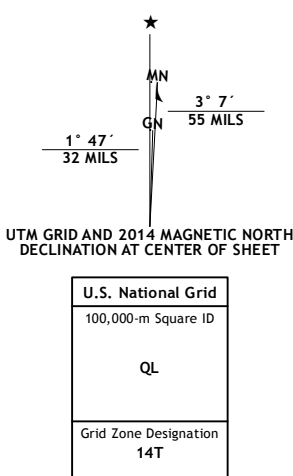 ★
MN
3° 7´
55 MILS
GN
1° 47´
32 MILS
UTM GRID AND 2014 MAGNETIC NORTH
DECLINATION AT CENTER OF SHEET
U.S. National Grid
100,000-m Square ID
QL
Grid Zone Designation
14T